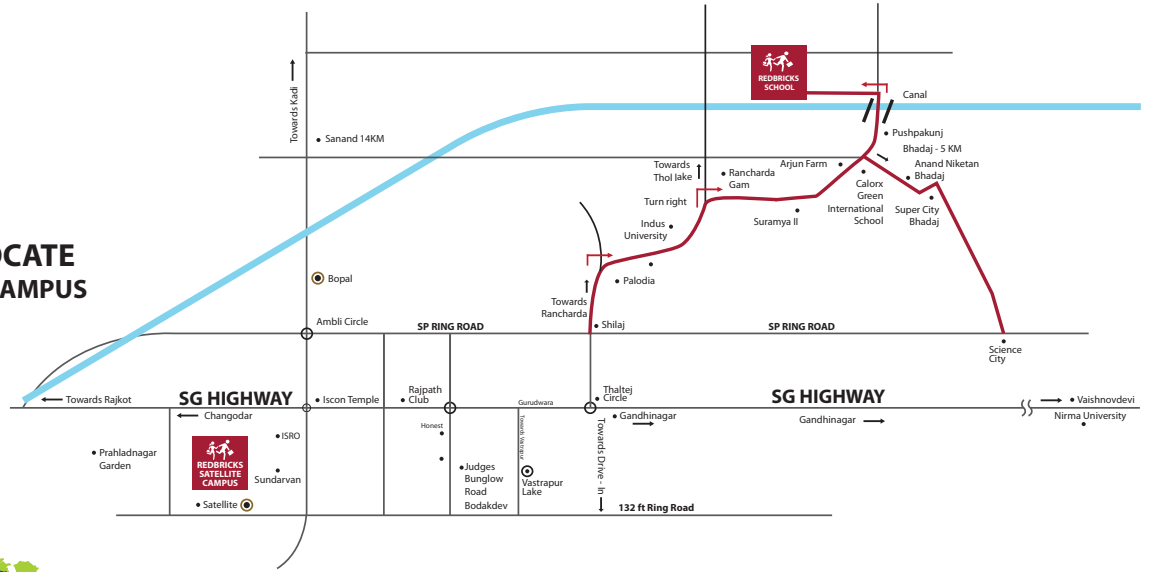 REDBRICKS
SCHOOL
Canal
Towards Kadi
Sanand 14KM
Pushpakunj
Bhadaj - 5 KM
Towards
Thol lake
Rancharda
Gam
Arjun Farm
Anand Niketan
Bhadaj
Calorx
Green
International
School
Turn right
Super City
Bhadaj
Suramya II
Indus
University
OCATE
AMPUS
Bopal
Palodia
Towards
Rancharda
Ambli Circle
SP RING ROAD
Shilaj
SP RING ROAD
Science
City
Towards Rajkot
SG HIGHWAY
Iscon Temple
Rajpath
Club
Gurudwara
Thaltej
Circle
SG HIGHWAY
Vaishnovdevi
Changodar
Gandhinagar
Gandhinagar
Nirma University
Honest
Towards Vastrapur
Towards Drive - In
ISRO
Prahladnagar
Garden
REDBRICKS
SATELLITE
CAMPUS
Sundarvan
Judges
Bunglow
Road
Bodakdev
Vastrapur
Lake
Satellite
132 ft Ring Road